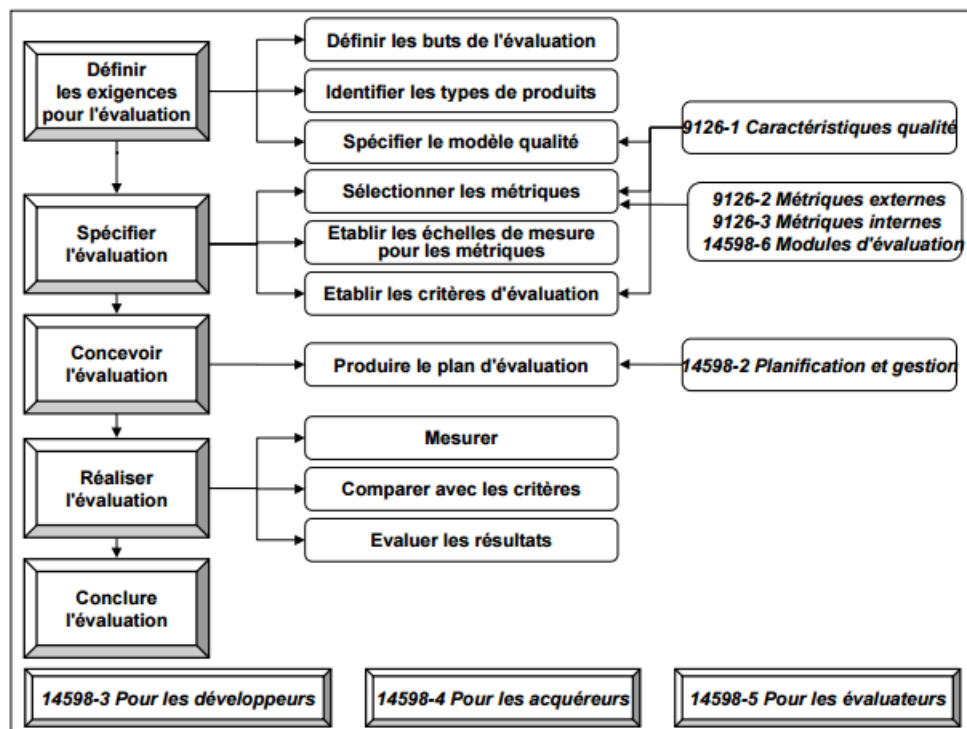 Définir
les exigences
pour l'évaluation
Définir les buts de l'évaluation
Identifier les types de produits
Spécifier le modèle qualité
9126-1 Caractéristiques qualité
Spécifier
l'évaluation
Sélectionner les métriques
Etablir les échelles de mesure
pour les métriques
Etablir les critères d'évaluation
9126-2 Métriques externes
9126-3 Métriques internes
14598-6 Modules d'évaluation
Concevoir
l'évaluation
Produire le plan d'évaluation
14598-2 Planification et gestion
Réaliser
l'évaluation
Mesurer
Comparer avec les critères
Evaluer les résultats
Conclure
l'évaluation
14598-3 Pour les développeurs
14598-4 Pour les acquéreurs
14598-5 Pour les évaluateurs